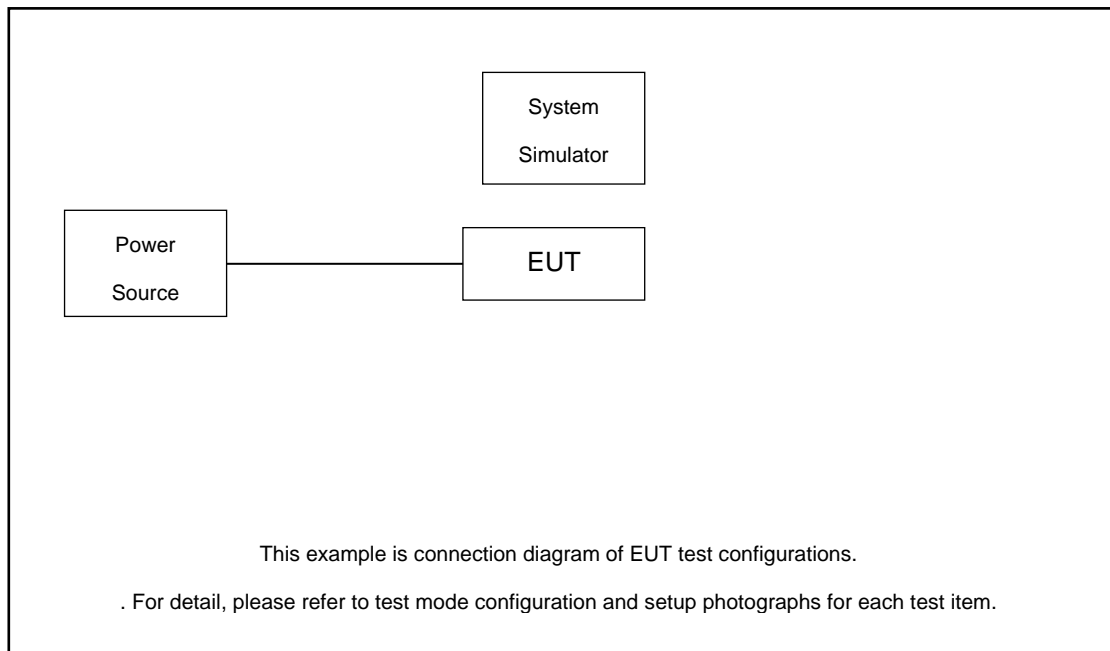 System
Simulator
Power
Source
EUT
This example is connection diagram of EUT test configurations.
. For detail, please refer to test mode configuration and setup photographs for each test item.